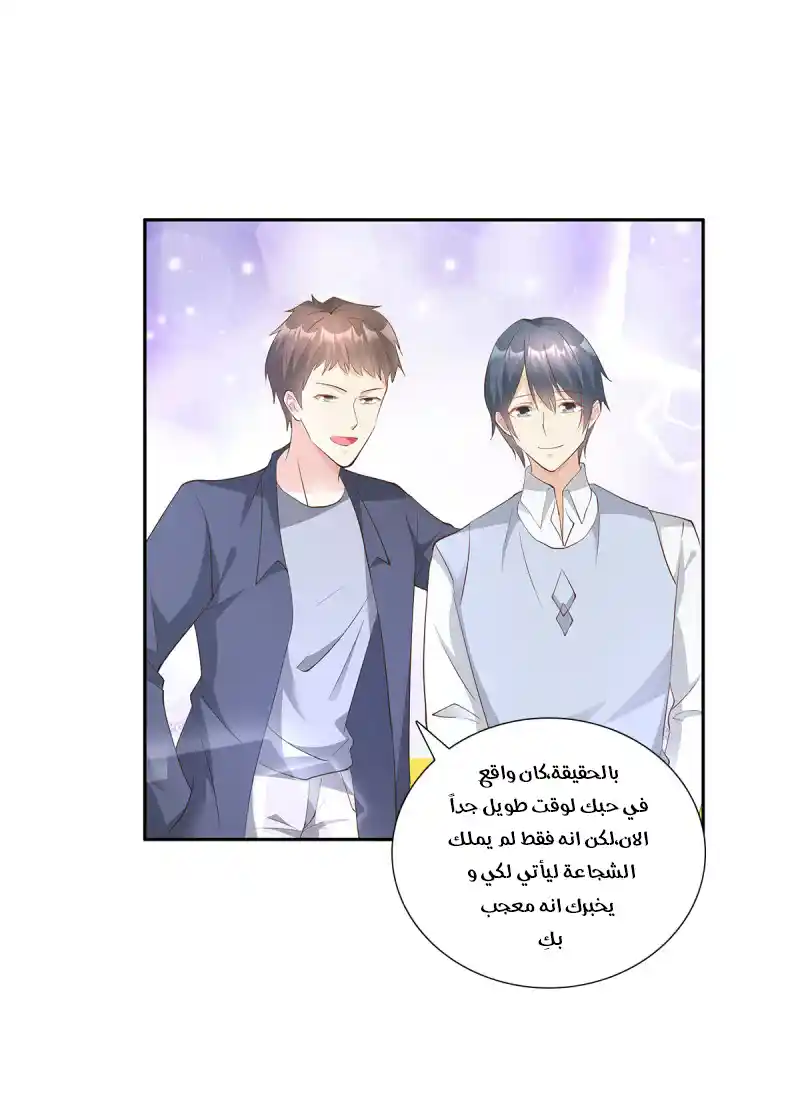 بالحقيقة،كان واقع
في حبك لوقت طويل جداً
الان،لكن انه فقط لم يملك
الشجاعة ليأتي لكي و
يخبرك انه معجب
بكِ